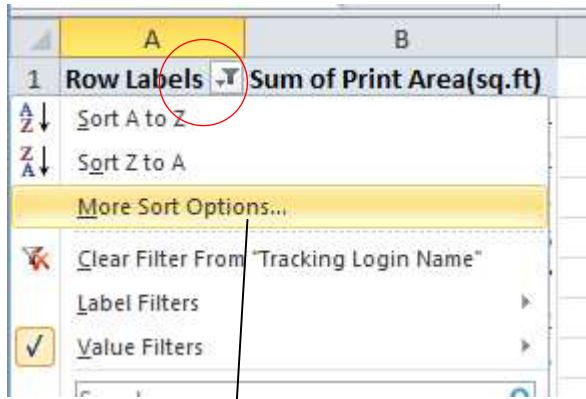 A B
1 Row Labels Sum of Print Area(sq.ft)
Sort A to Z
Sort Z to A
More Sort Options...
Clear Filter From "Tracking Login Name"
Label Filters
Value Filters